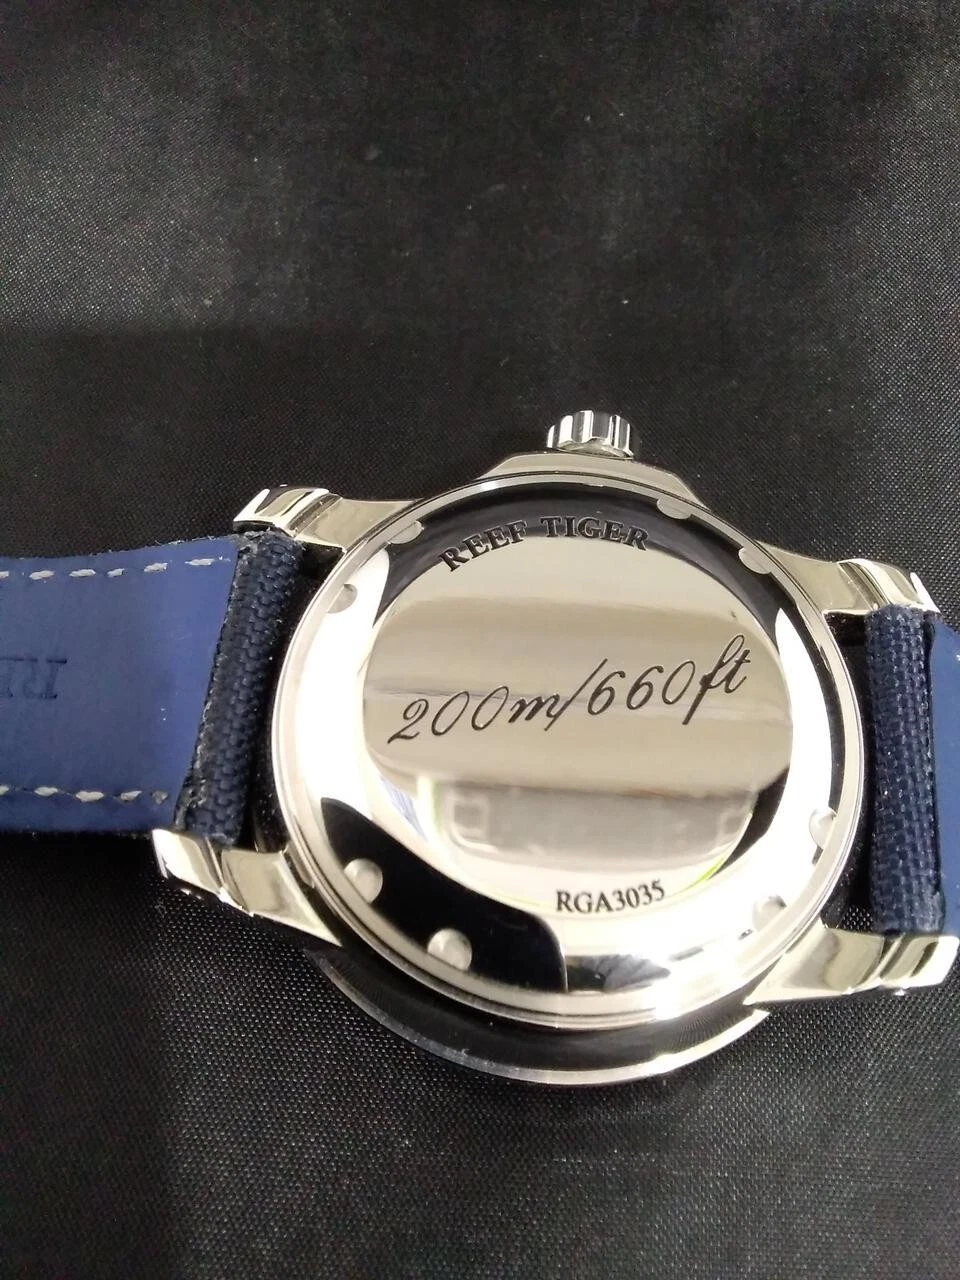 REEF TIGER
200m/660ft
RGA3035